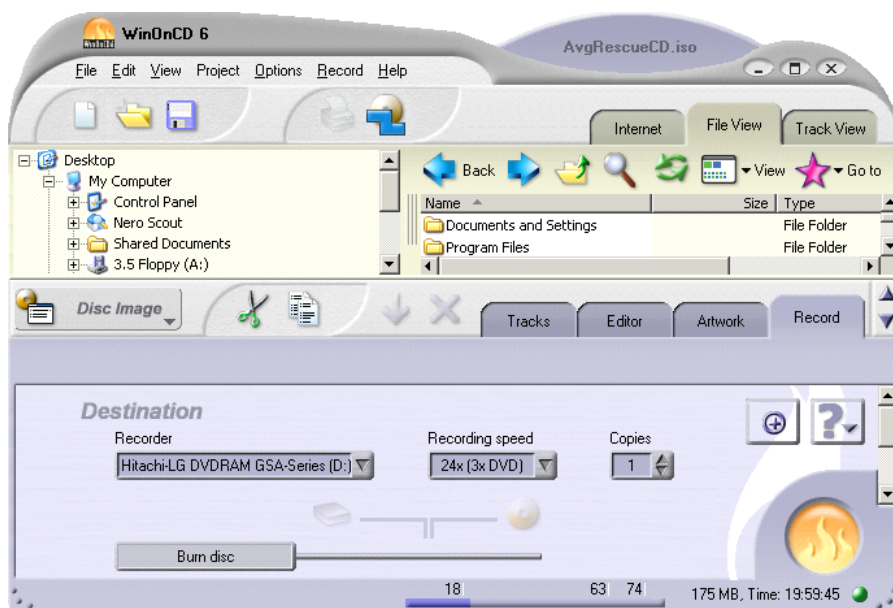 WinOnCD 6
AvgRescueCD.iso
File Edit View Project Options Record Help
Internet File View Track View
Desktop
My Computer
Control Panel
Nero Scout
Shared Documents
3.5 Floppy (A:)
Back View Go to
Name Size Type
Documents and Settings File Folder
Program Files File Folder
Disc Image Tracks Editor Artwork Record
Destination
Recorder Recording speed Copies
Hitachi-LG DVDRAM GSA-Series (D:) 24x (3x DVD) 1
Burn disc
18 63 74 175 MB, Time: 19:59:45